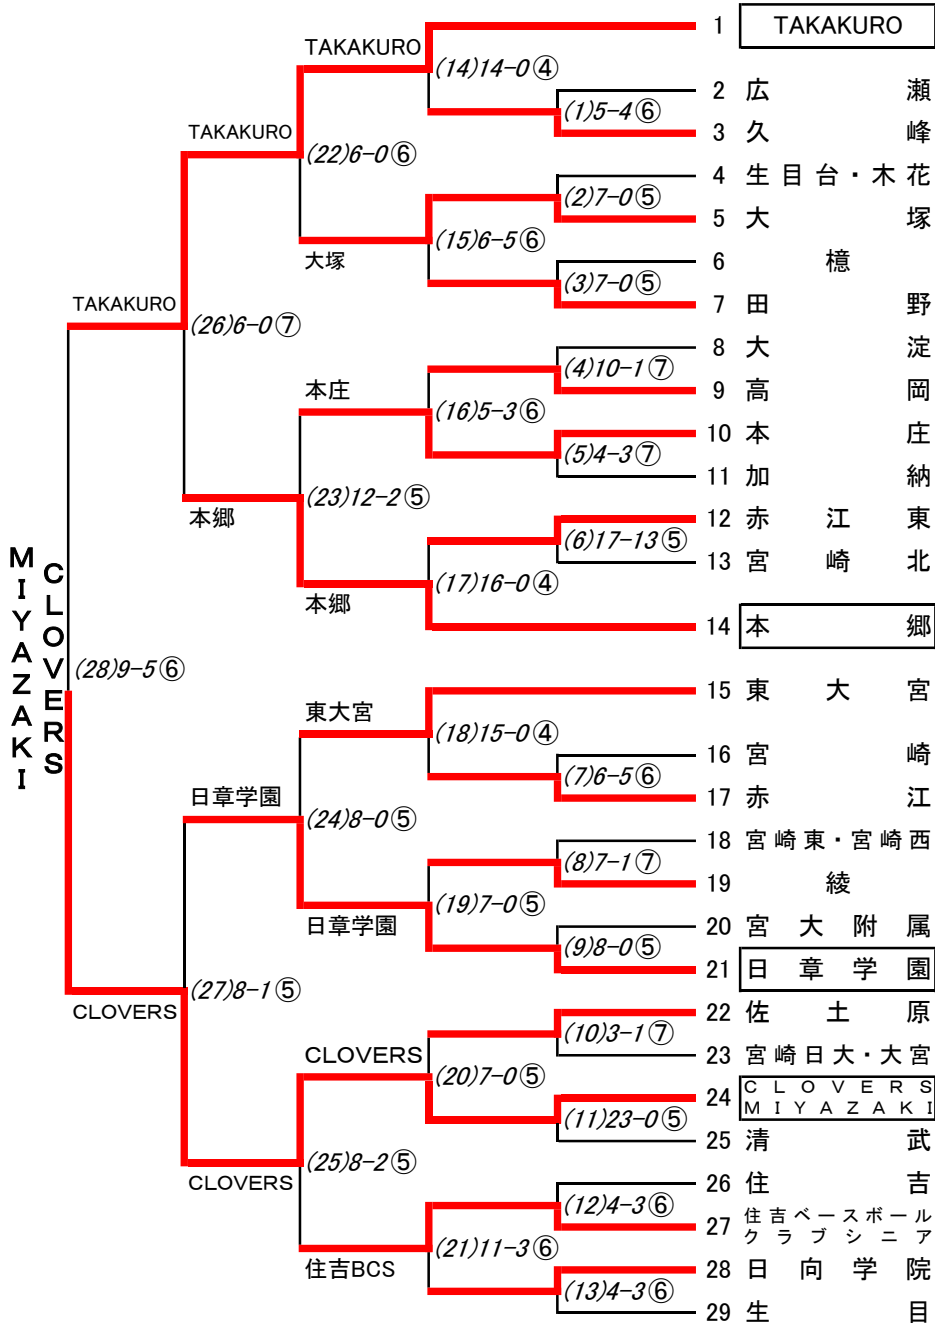 1 TAKAKURO
2 広瀬
3 久峰
4 生目台・木花
5 大塚
6 檍
7 田野
8 大淀
9 高岡
10 本庄
11 加納
12 赤江東
13 宮崎北
14 本郷
15 東大宮
16 宮崎
17 赤江
18 宮崎東・宮崎西
19 綾
20 宮大附属
21 日章学園
22 佐土原
23 宮崎日大・大宮
24 CLOVERS
MIYAZAKI
25 清武
26 住吉
27 住吉ベースボール
クラブシニア
28 日向学院
29 生目
(1)5-4⑥
(2)7-0⑤
(3)7-0⑤
(4)10-1⑦
(5)4-3⑦
(6)17-13⑤
(7)6-5⑥
(8)7-1⑦
(9)8-0⑤
(10)3-1⑦
(11)23-0⑤
(12)4-3⑥
(13)4-3⑥
(14)14-0④
(15)6-5⑥
(16)5-3⑥
(17)16-0④
(18)15-0④
(19)7-0⑤
(20)7-0⑤
(21)11-3⑥
TAKAKURO
大塚
本庄
本郷
東大宮
日章学園
CLOVERS
住吉BCS
(22)6-0⑥
(23)12-2⑤
(24)8-0⑤
(25)8-2⑤
TAKAKURO
本郷
日章学園
CLOVERS
(26)6-0⑦
(27)8-1⑤
TAKAKURO
CLOVERS
(28)9-5⑥
CLOVERS
MIYAZAKI